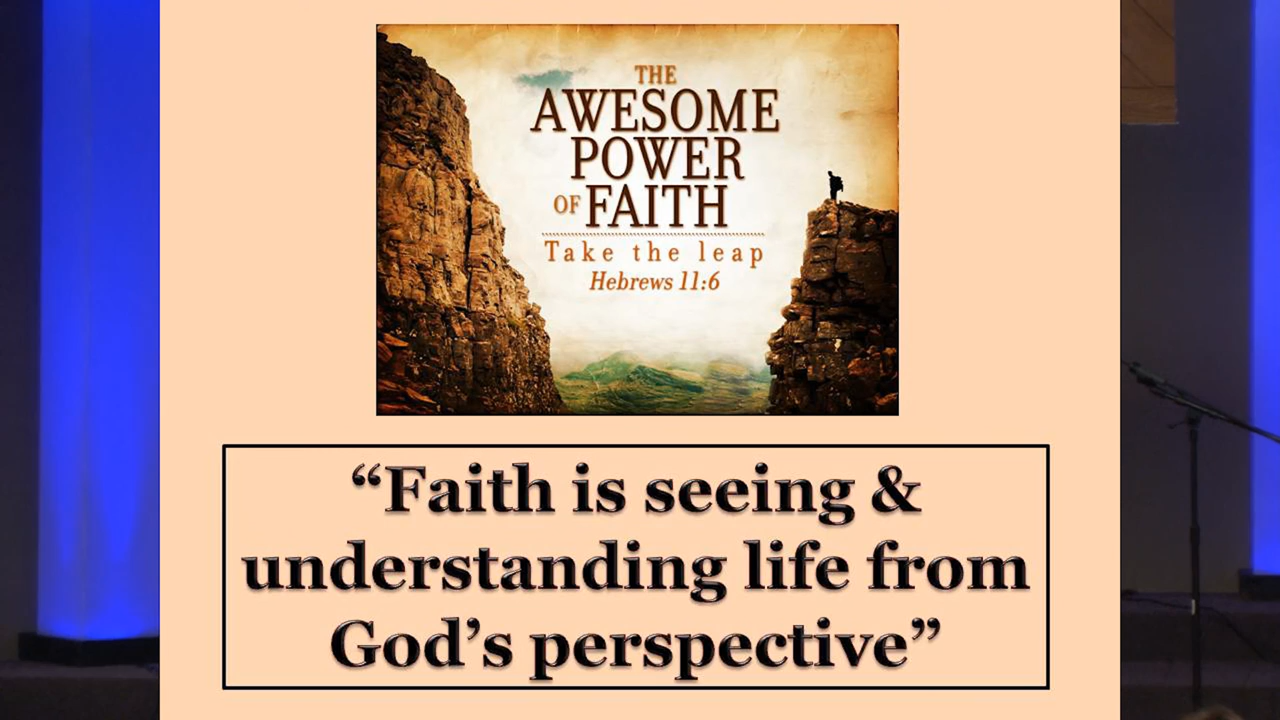 THE
AWESOME
POWER
OF FAITH
Take the leap
Hebrews 11:6
“Faith is seeing &
understanding life from
God’s perspective”